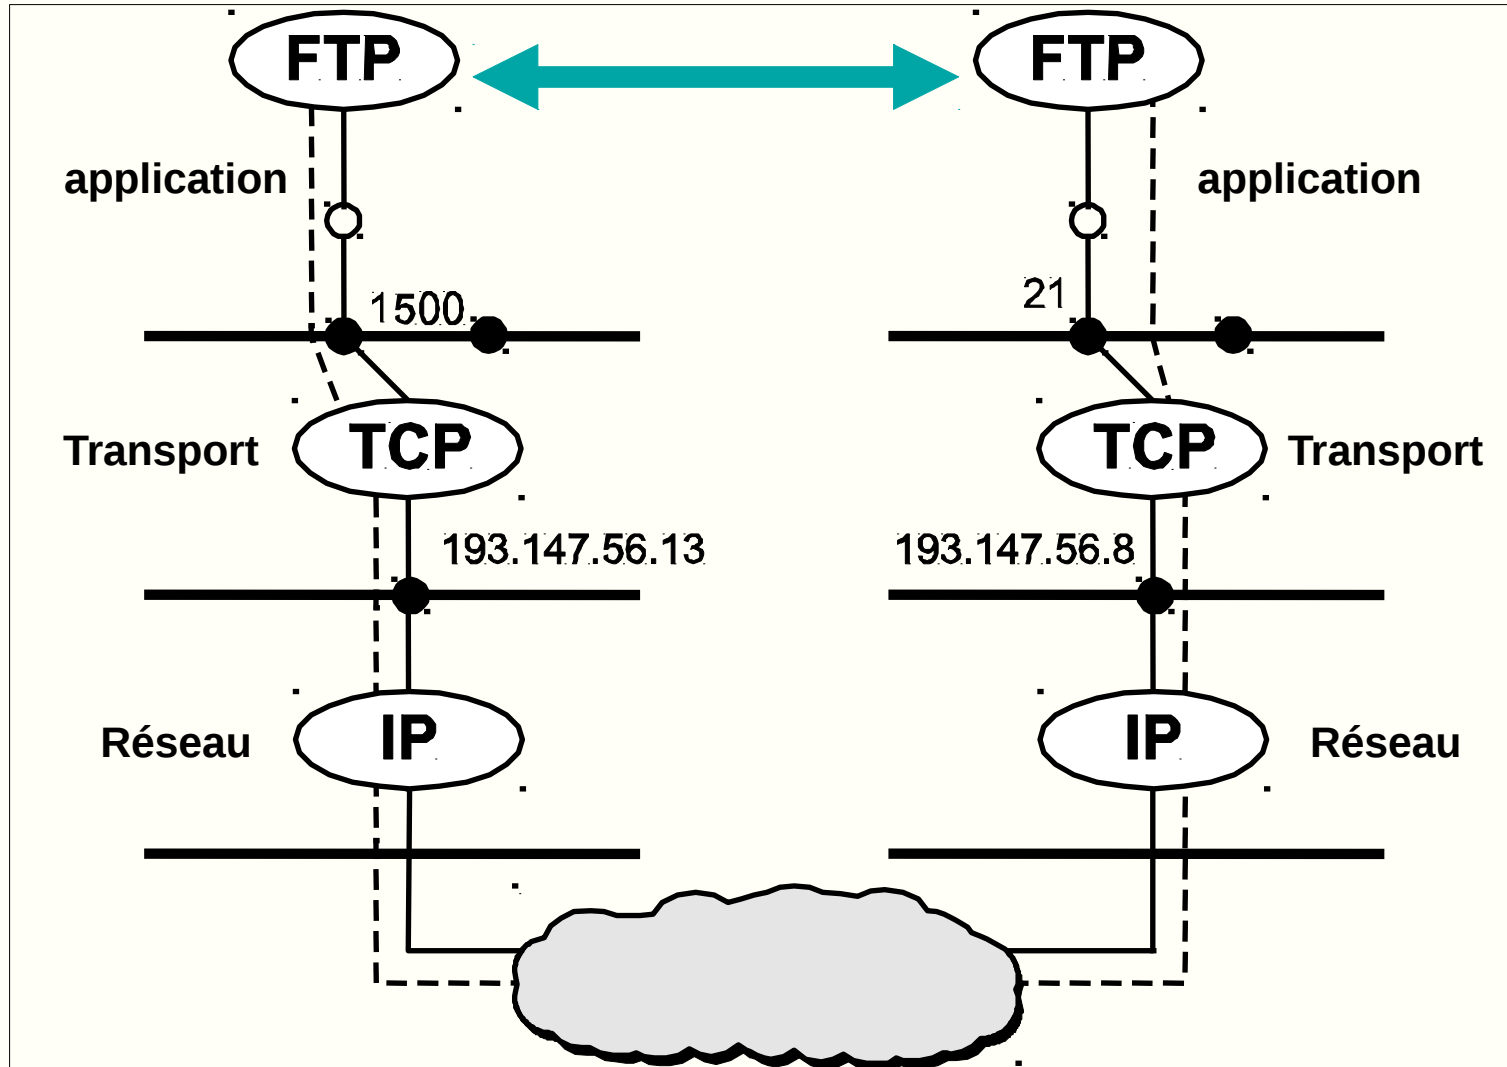 FTP FTP
application application
1500 21
TCP TCP
Transport Transport
193.147.56.13 193.147.56.8
IP IP
Réseau Réseau